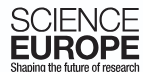 SCIENCE
EUROPE
Shaping the future of research